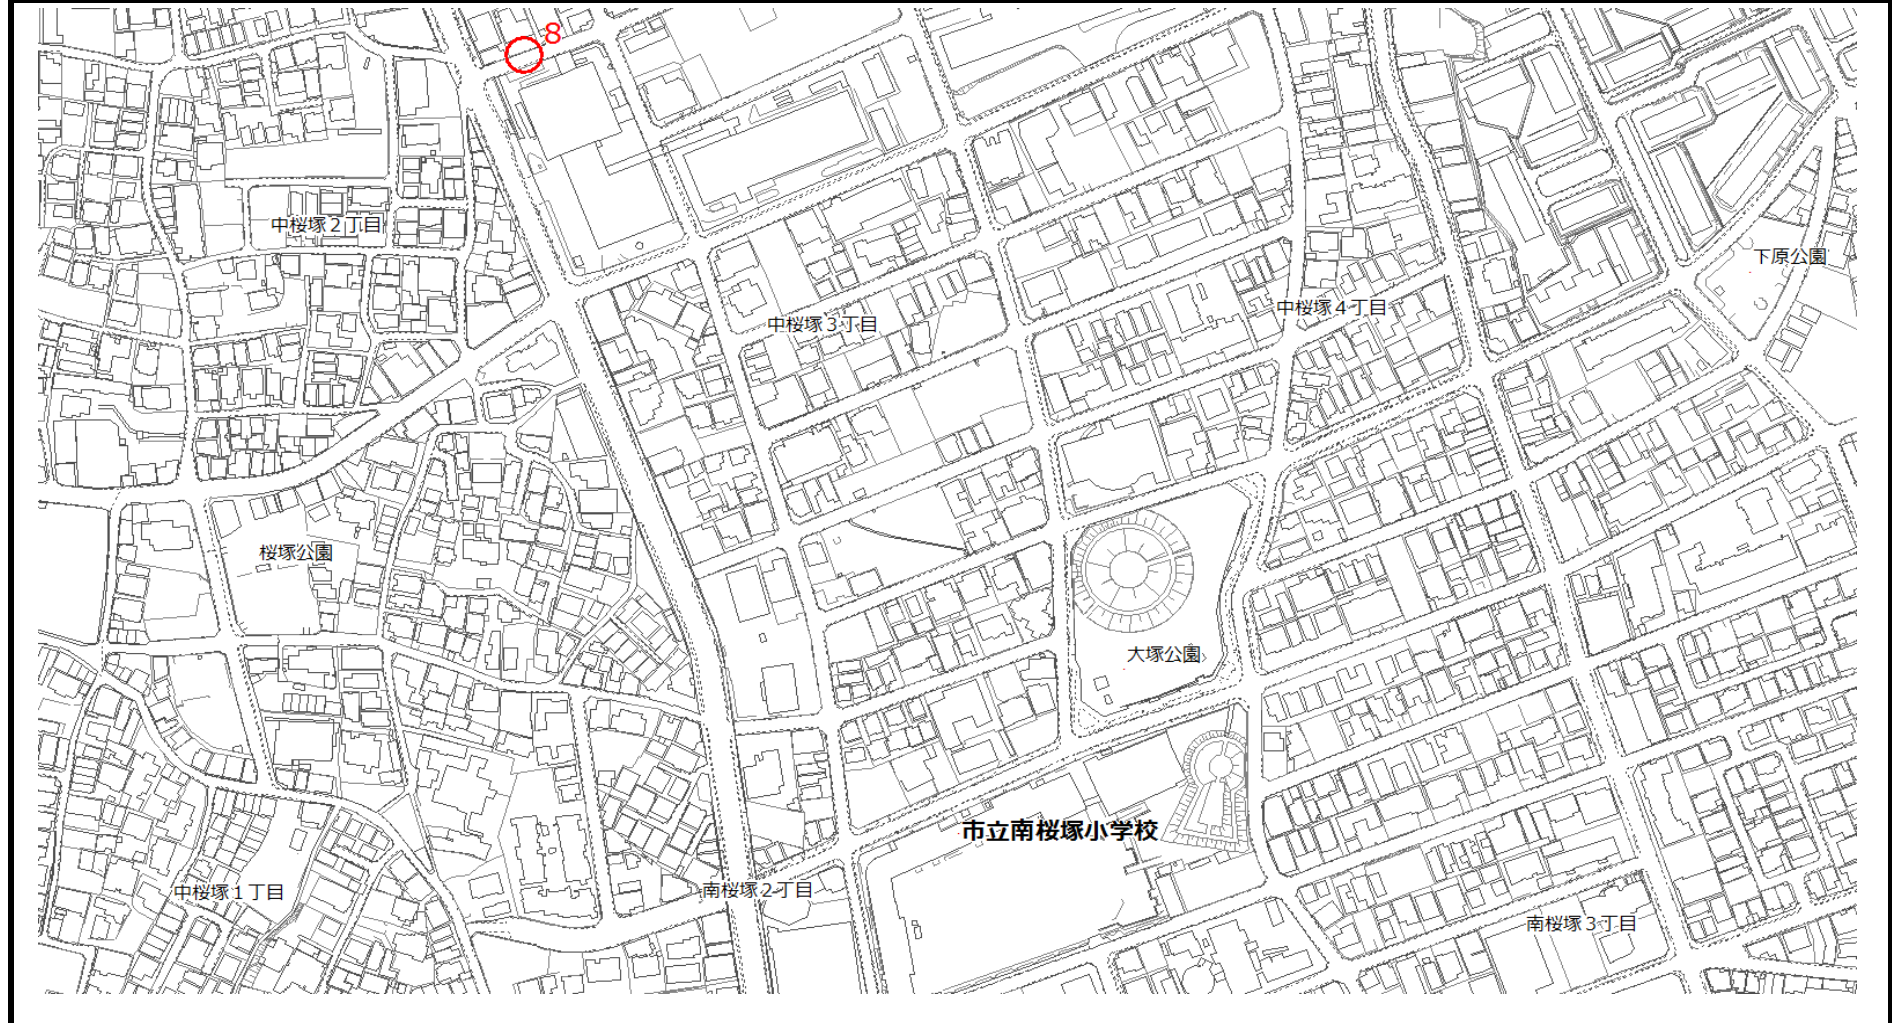 8
中桜塚２丁目
下原公園
中桜塚３丁目
中桜塚４丁目
桜塚公園
大塚公園
市立南桜塚小学校
中桜塚１丁目
南桜塚２丁目
南桜塚３丁目